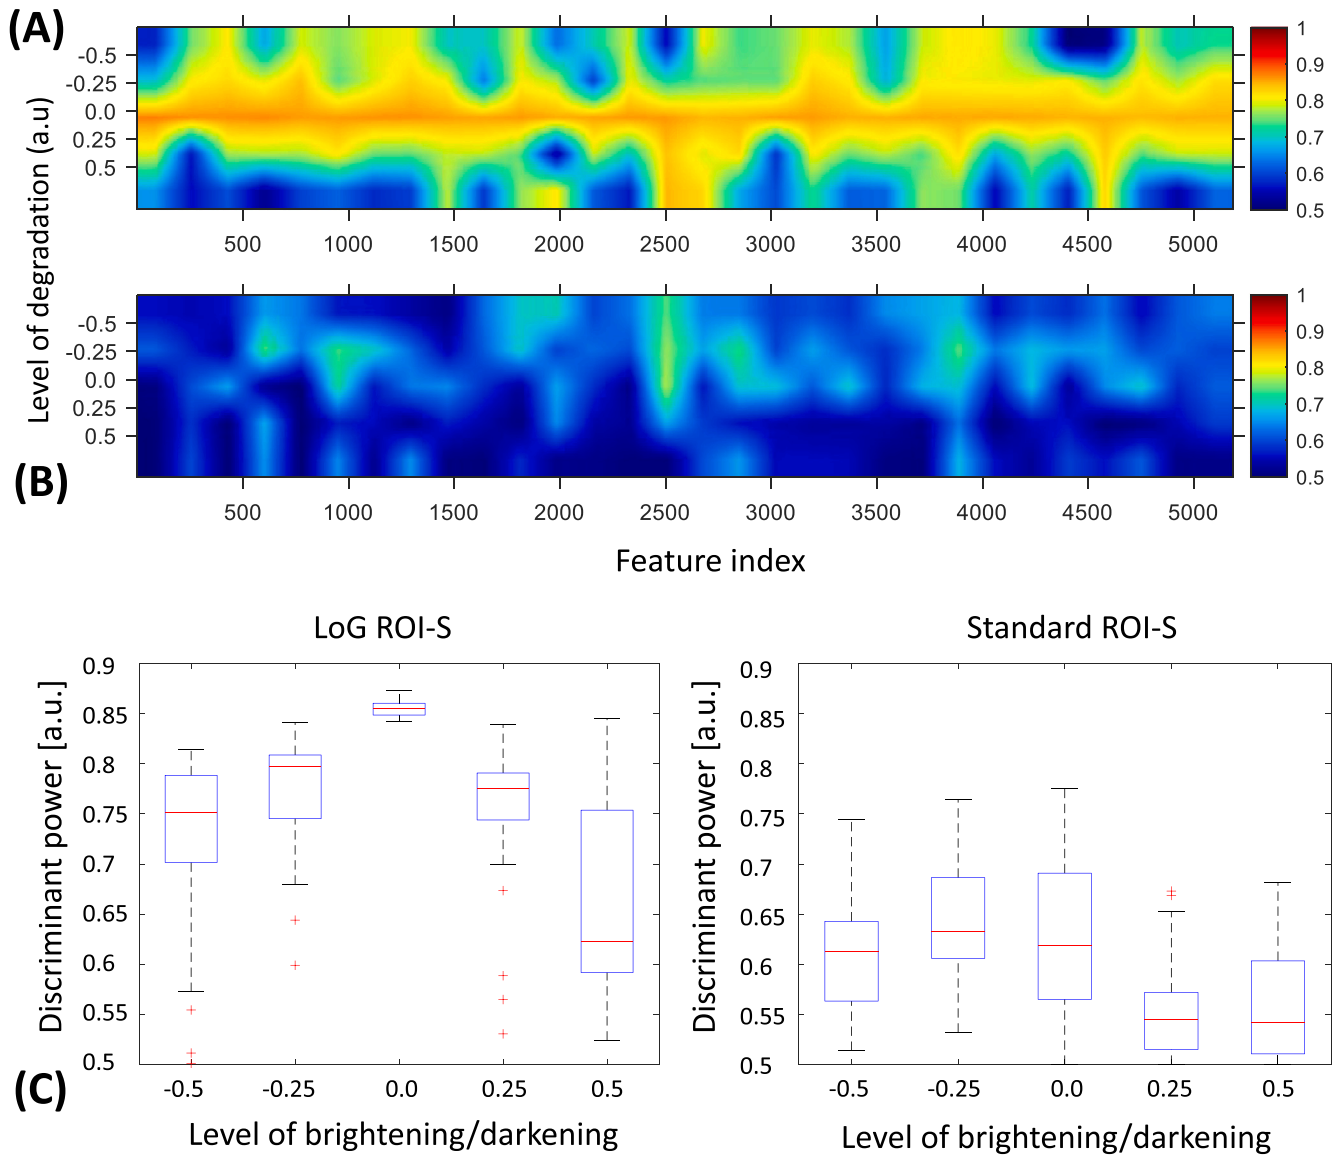 (A)
Level of degradation (a.u)
-0.5
-0.25
0.0
0.25
0.5
500 1000 1500 2000 2500 3000 3500 4000 4500 5000
1
0.9
0.8
0.7
0.6
0.5
(B)
-0.5
-0.25
0.0
0.25
0.5
500 1000 1500 2000 2500 3000 3500 4000 4500 5000
1
0.9
0.8
0.7
0.6
0.5
Feature index
(C)
LoG ROI-S
Discriminant power [a.u.]
0.9
0.85
0.8
0.75
0.7
0.65
0.6
0.55
0.5
-0.5 -0.25 0.0 0.25 0.5
Level of brightening/darkening
Standard ROI-S
Discriminant power [a.u.]
0.9
0.85
0.8
0.75
0.7
0.65
0.6
0.55
0.5
-0.5 -0.25 0.0 0.25 0.5
Level of brightening/darkening